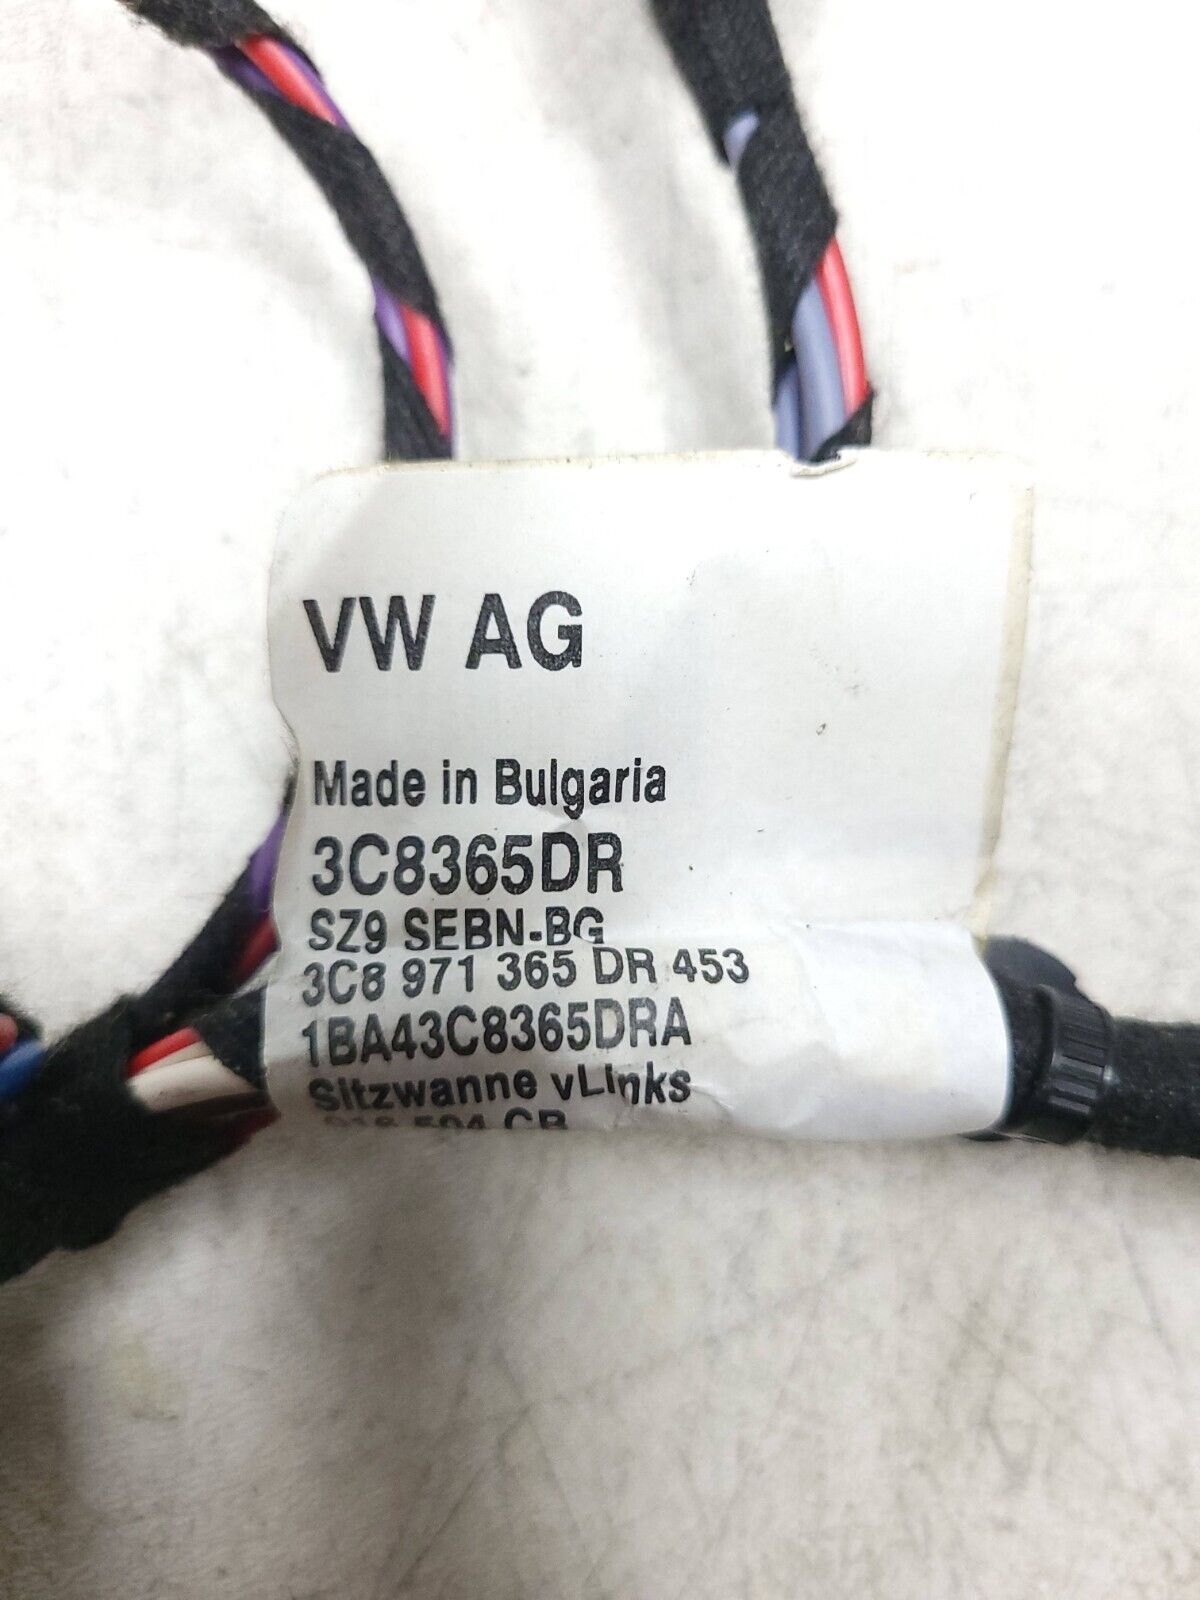 VW AG
Made in Bulgaria
3C8365DR
SZ9 SEBN-BG
3C8 971 365 DR 453
1BA43C8365DRA
Sitzwanne vLinks